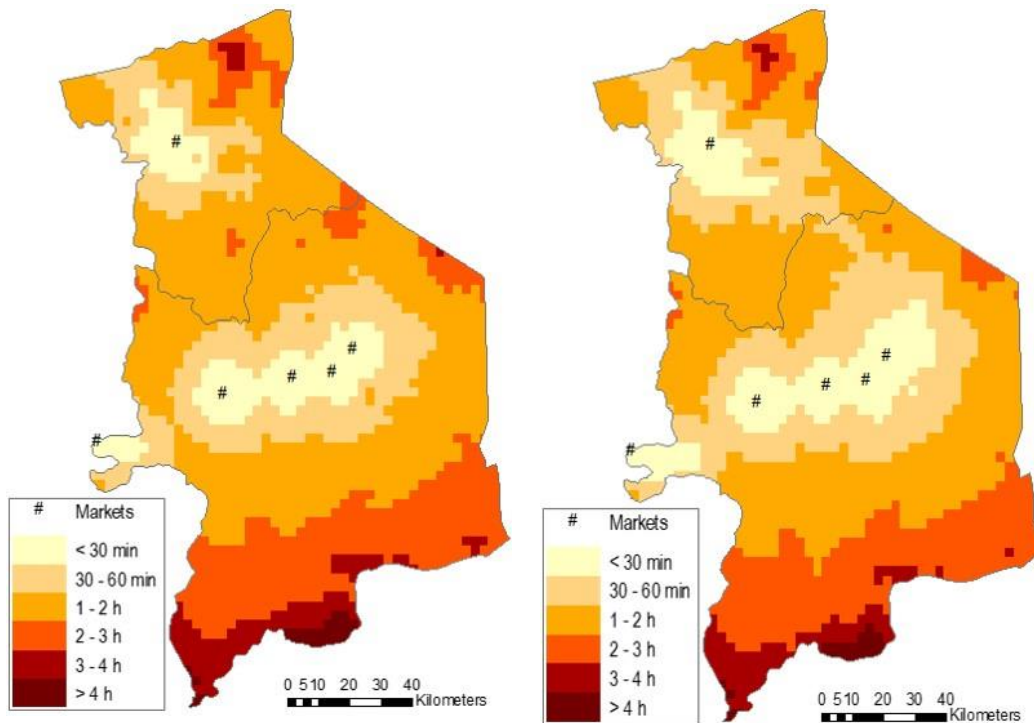 #
#
#
#
#
#
# Markets
< 30 min
30 - 60 min
1 - 2 h
2 - 3 h
3 - 4 h
> 4 h
0 5 10 20 30 40
Kilometers
#
#
#
#
#
#
# Markets
< 30 min
30 - 60 min
1 - 2 h
2 - 3 h
3 - 4 h
> 4 h
0 5 10 20 30 40
Kilometers